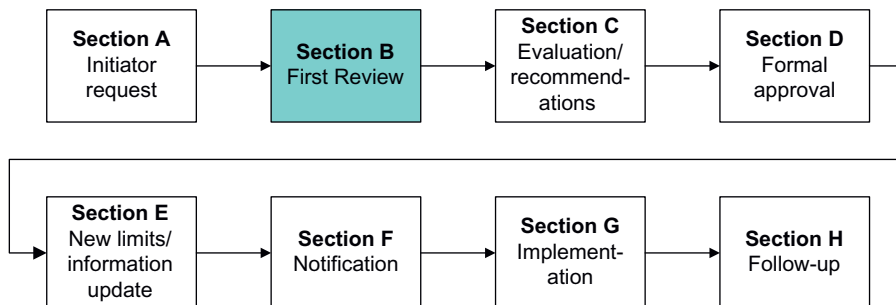 Section A
Initiator
request
Section B
First Review
Section C
Evaluation/
recommend-
ations
Section D
Formal
approval
Section E
New limits/
information
update
Section F
Notification
Section G
Implement-
ation
Section H
Follow-up